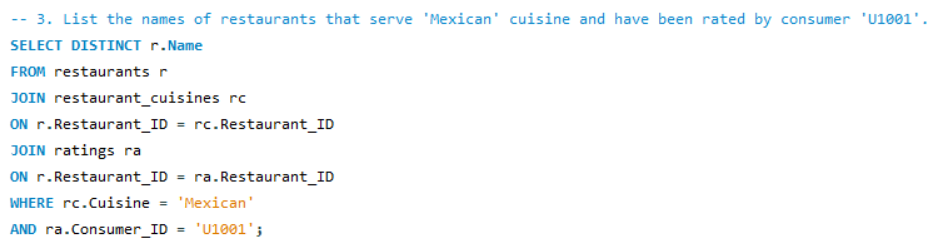 -- 3. List the names of restaurants that serve 'Mexican' cuisine and have been rated by consumer 'U1001'.
SELECT DISTINCT r.Name
FROM restaurants r
JOIN restaurant_cuisines rc
ON r.Restaurant_ID = rc.Restaurant_ID
JOIN ratings ra
ON r.Restaurant_ID = ra.Restaurant_ID
WHERE rc.Cuisine = 'Mexican'
AND ra.Consumer_ID = 'U1001';